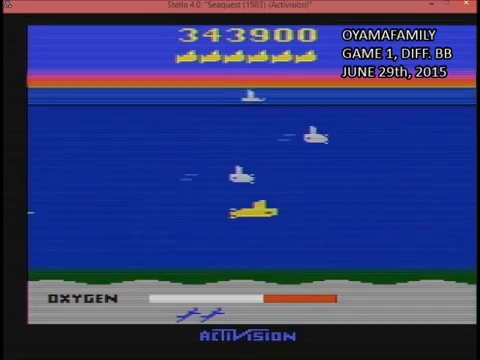 Stella 4.0: "Seaquest (1983) (Activision)"
343900
OYAMAFAMILY
GAME 1, DIFF. BB
JUNE 29th, 2015
OXYGEN
ACTIVISION